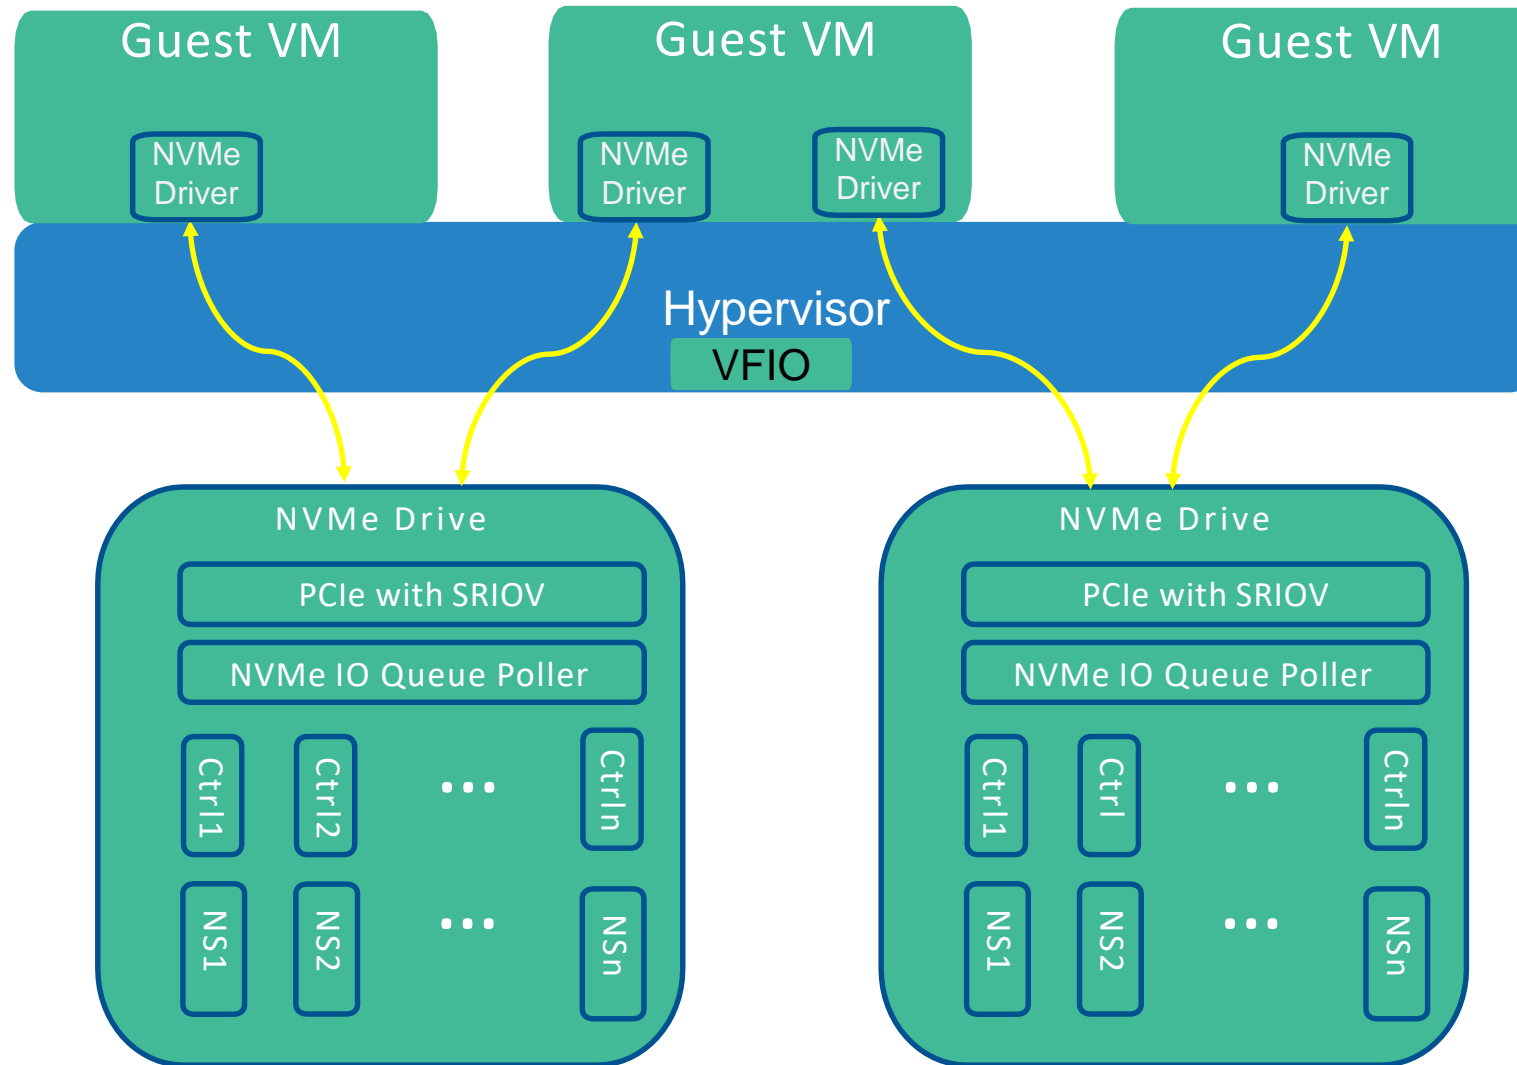 Guest VM
Guest VM
Guest VM
NVMe
Driver
NVMe
Driver
NVMe
Driver
NVMe
Driver
Hypervisor
VFIO
NVMe Drive
PCIe with SRIOV
NVMe IO Queue Poller
Ctrl1
Ctrl2
...
Ctrln
NS1
NS2
...
NSn
NVMe Drive
PCIe with SRIOV
NVMe IO Queue Poller
Ctrl1
Ctrl
...
Ctrln
NS1
NS2
...
NSn